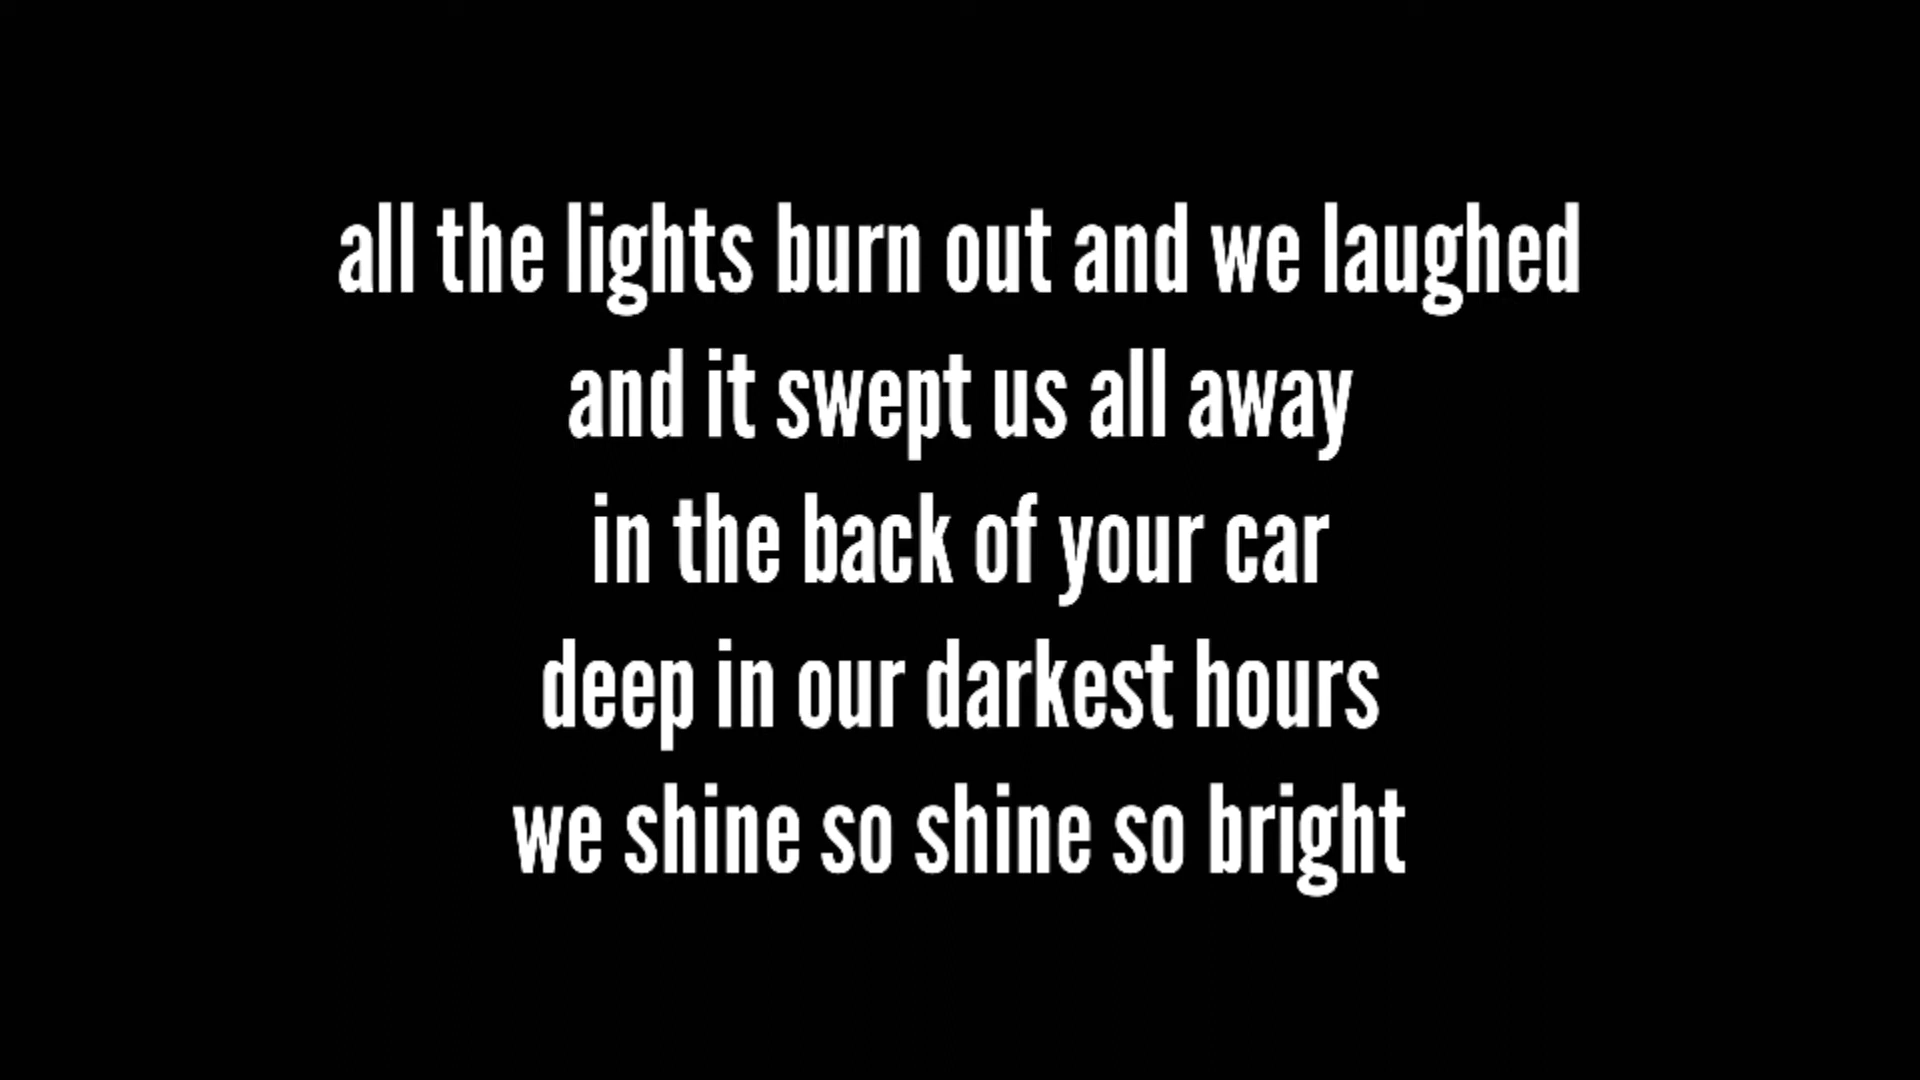 all the lights burn out and we laughed
and it swept us all away
in the back of your car
deep in our darkest hours
we shine so shine so bright